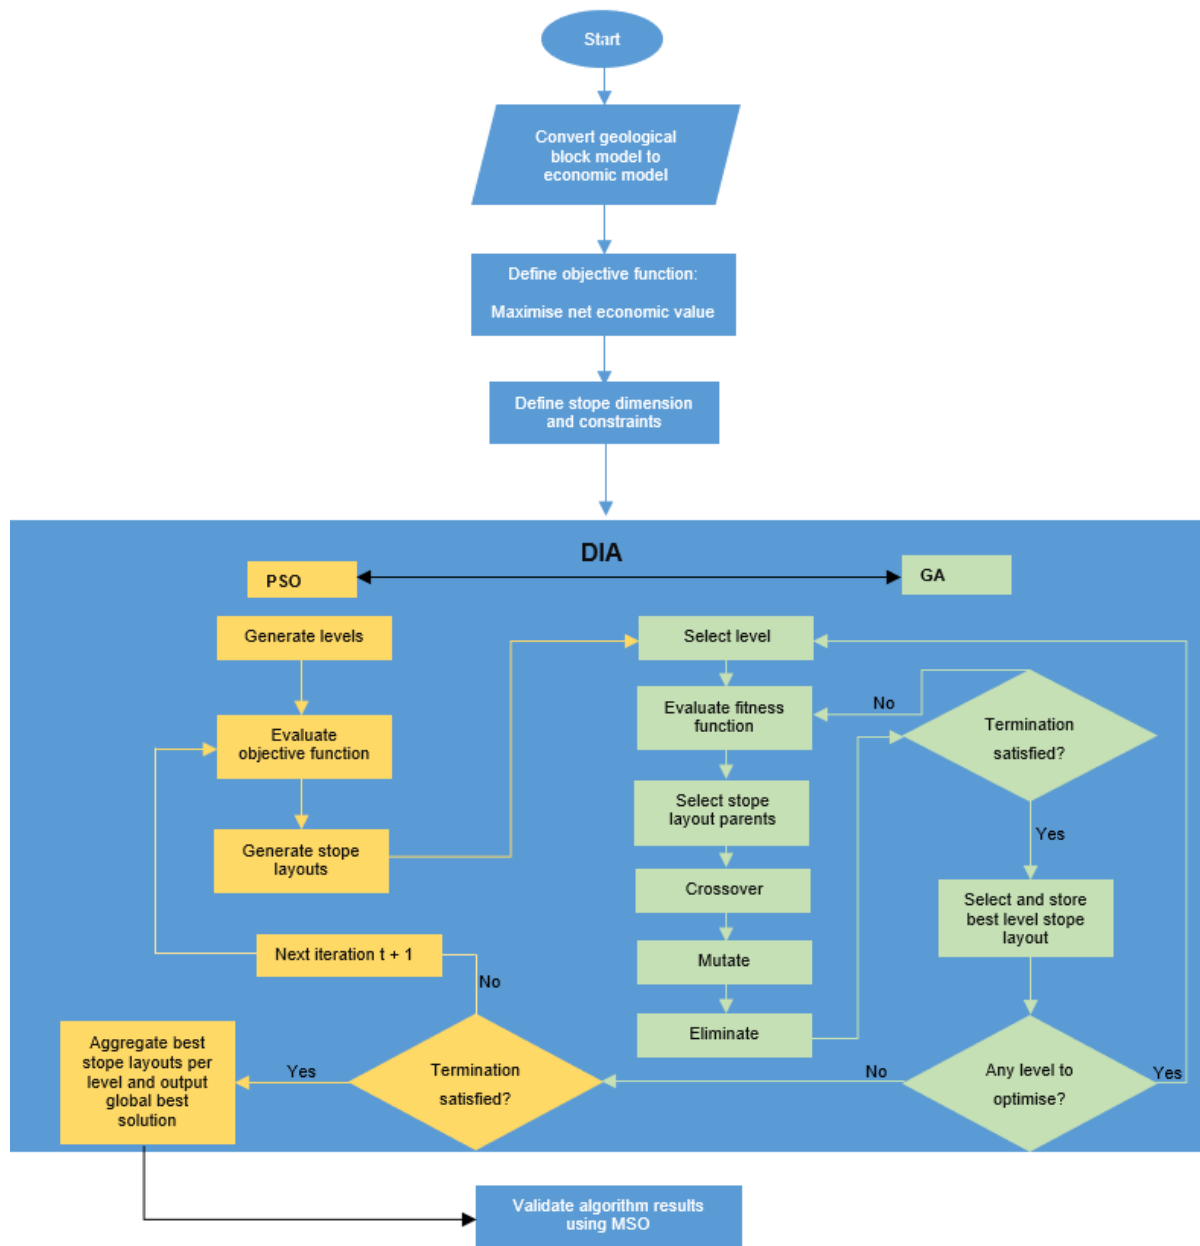 Start
Convert geological
block model to
economic model
Define objective function:
Maximise net economic value
Define stope dimension
and constraints
DIA
PSO
GA
Generate levels
Evaluate
objective function
Generate stope
layouts
Next iteration t + 1
No
Termination
satisfied?
Yes
Aggregate best
stope layouts per
level and output
global best
solution
Select level
Evaluate fitness
function
Select stope
layout parents
Crossover
Mutate
Eliminate
No
Termination
satisfied?
Yes
Select and store
best level stope
layout
Any level to
optimise?
Yes
No
Validate algorithm results
using MSO